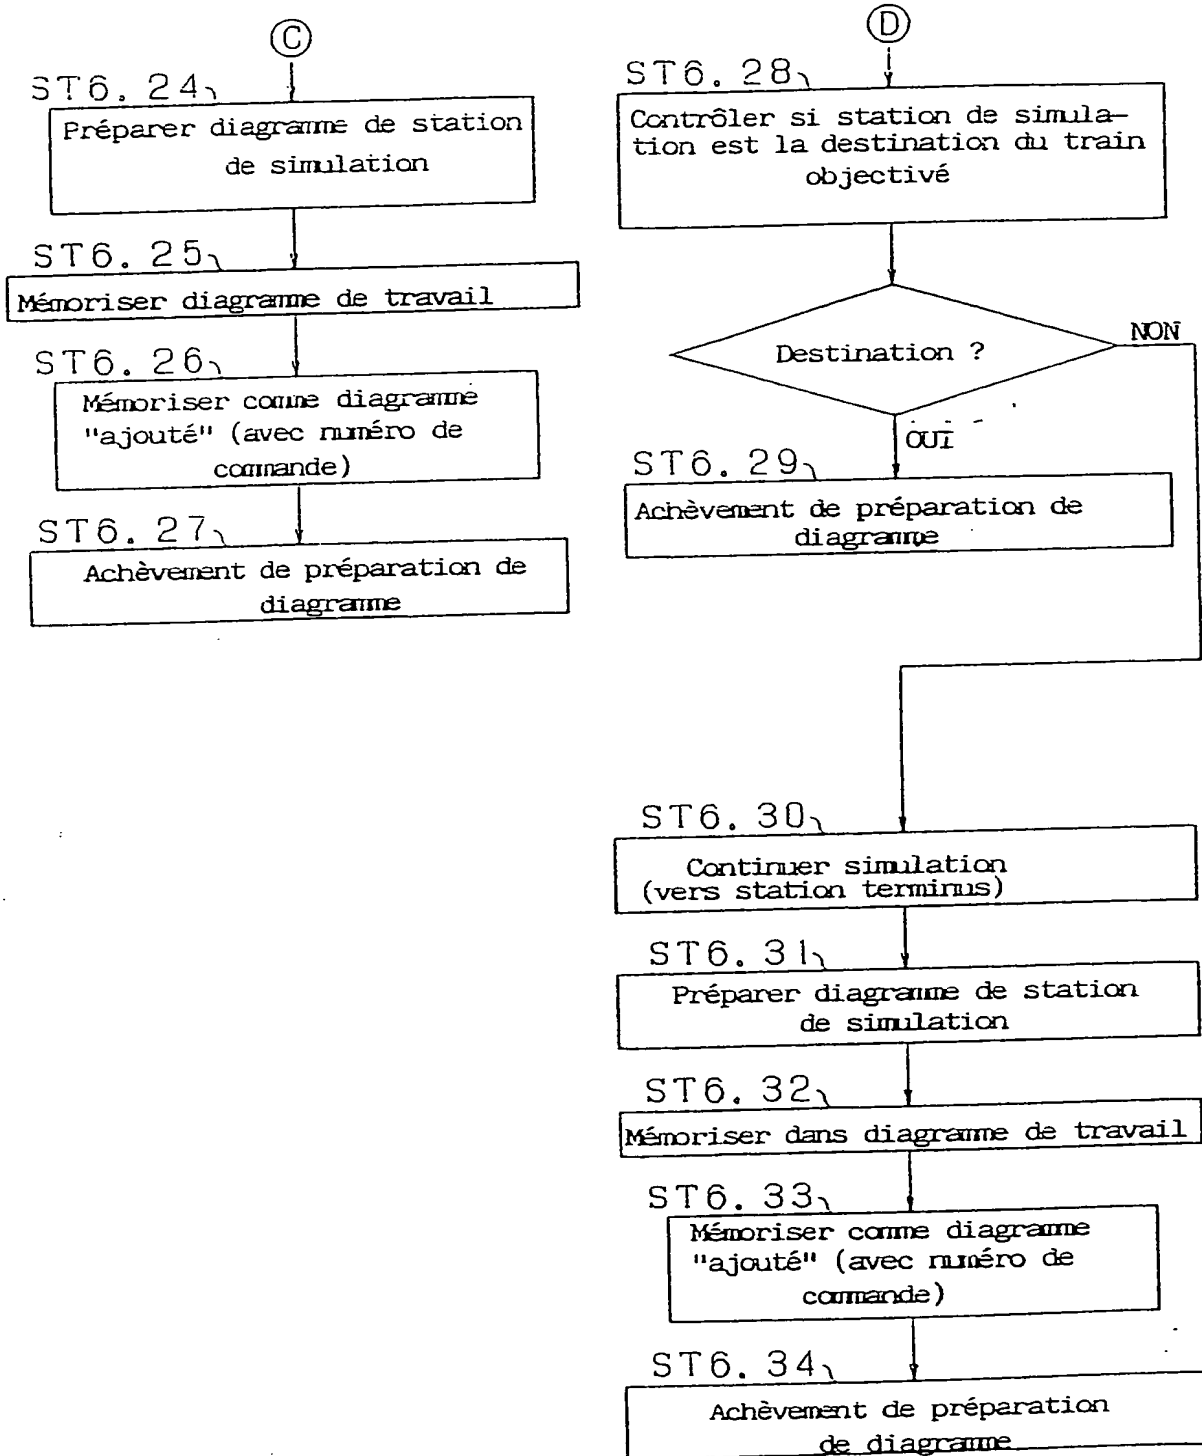 C
ST6. 24
Préparer diagramme de station
de simulation
ST6. 25
Mémoriser diagramme de travail
ST6. 26
Mémoriser comme diagramme
"ajouté" (avec numéro de
commande)
ST6. 27
Achèvement de préparation de
diagramme
D
ST6. 28
Contrôler si station de simula-
tion est la destination du train
objectivé
Destination ?
NON
OUI
ST6. 29
Achèvement de préparation de
diagramme
ST6. 30
Continuer simulation
(vers station terminus)
ST6. 31
Préparer diagramme de station
de simulation
ST6. 32
Mémoriser dans diagramme de travail
ST6. 33
Mémoriser comme diagramme
"ajouté" (avec numéro de
commande)
ST6. 34
Achèvement de préparation
de diagramme